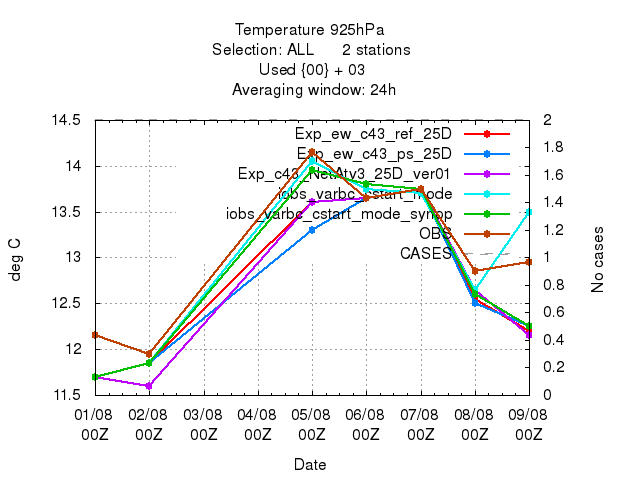 Temperature 925hPa
Selection: ALL 2 stations
Used {00} + 03
Averaging window: 24h
14.5 2
Exp_ew_c43_ref_25D
1.8
Exp_ew_c43_ps_25D
14 1.6
Exp_c43_NetAtv3_25D_ver01
iobs_varbc_cstart_mode
1.4
13.5 iobs_varbc_cstart_mode_synop
1.2
OBS
deg C No cases
13 CASES 1
0.8
12.5
0.6
12 0.4
0.2
11.5 0
01/08 02/08 03/08 04/08 05/08 06/08 07/08 08/08 09/08
00Z 00Z 00Z 00Z 00Z 00Z 00Z 00Z 00Z
Date